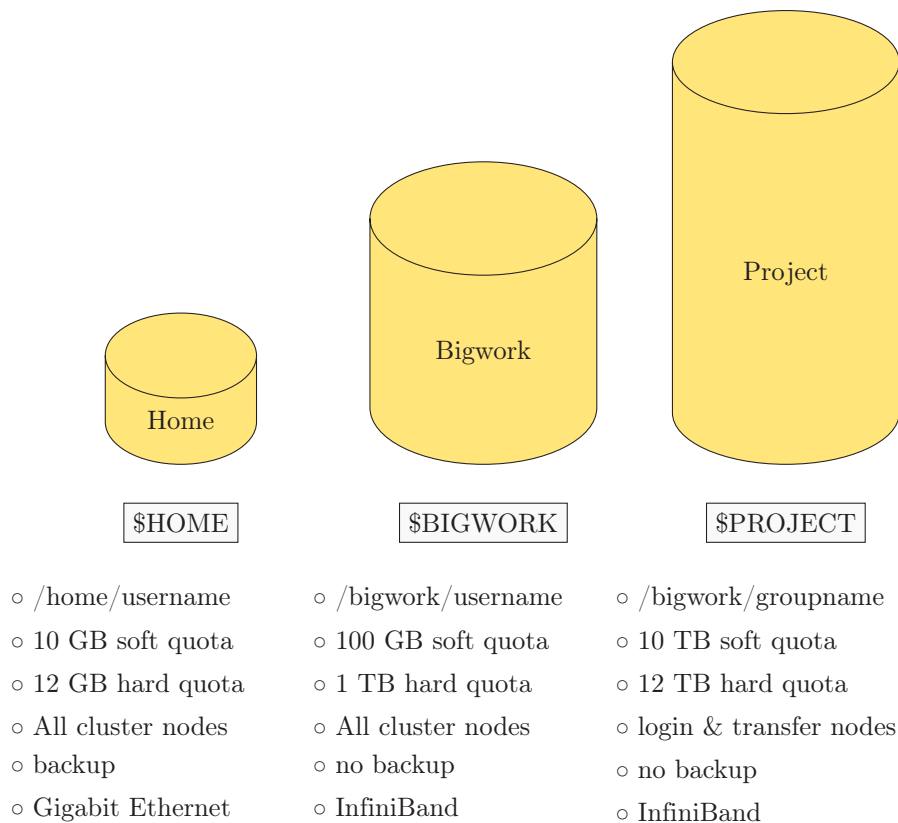 Project
Bigwork
Home
$HOME
$BIGWORK
$PROJECT
○ /home/username
○ 10 GB soft quota
○ 12 GB hard quota
○ All cluster nodes
○ backup
○ Gigabit Ethernet
○ /bigwork/username
○ 100 GB soft quota
○ 1 TB hard quota
○ All cluster nodes
○ no backup
○ InfiniBand
○ /bigwork/groupname
○ 10 TB soft quota
○ 12 TB hard quota
○ login & transfer nodes
○ no backup
○ InfiniBand